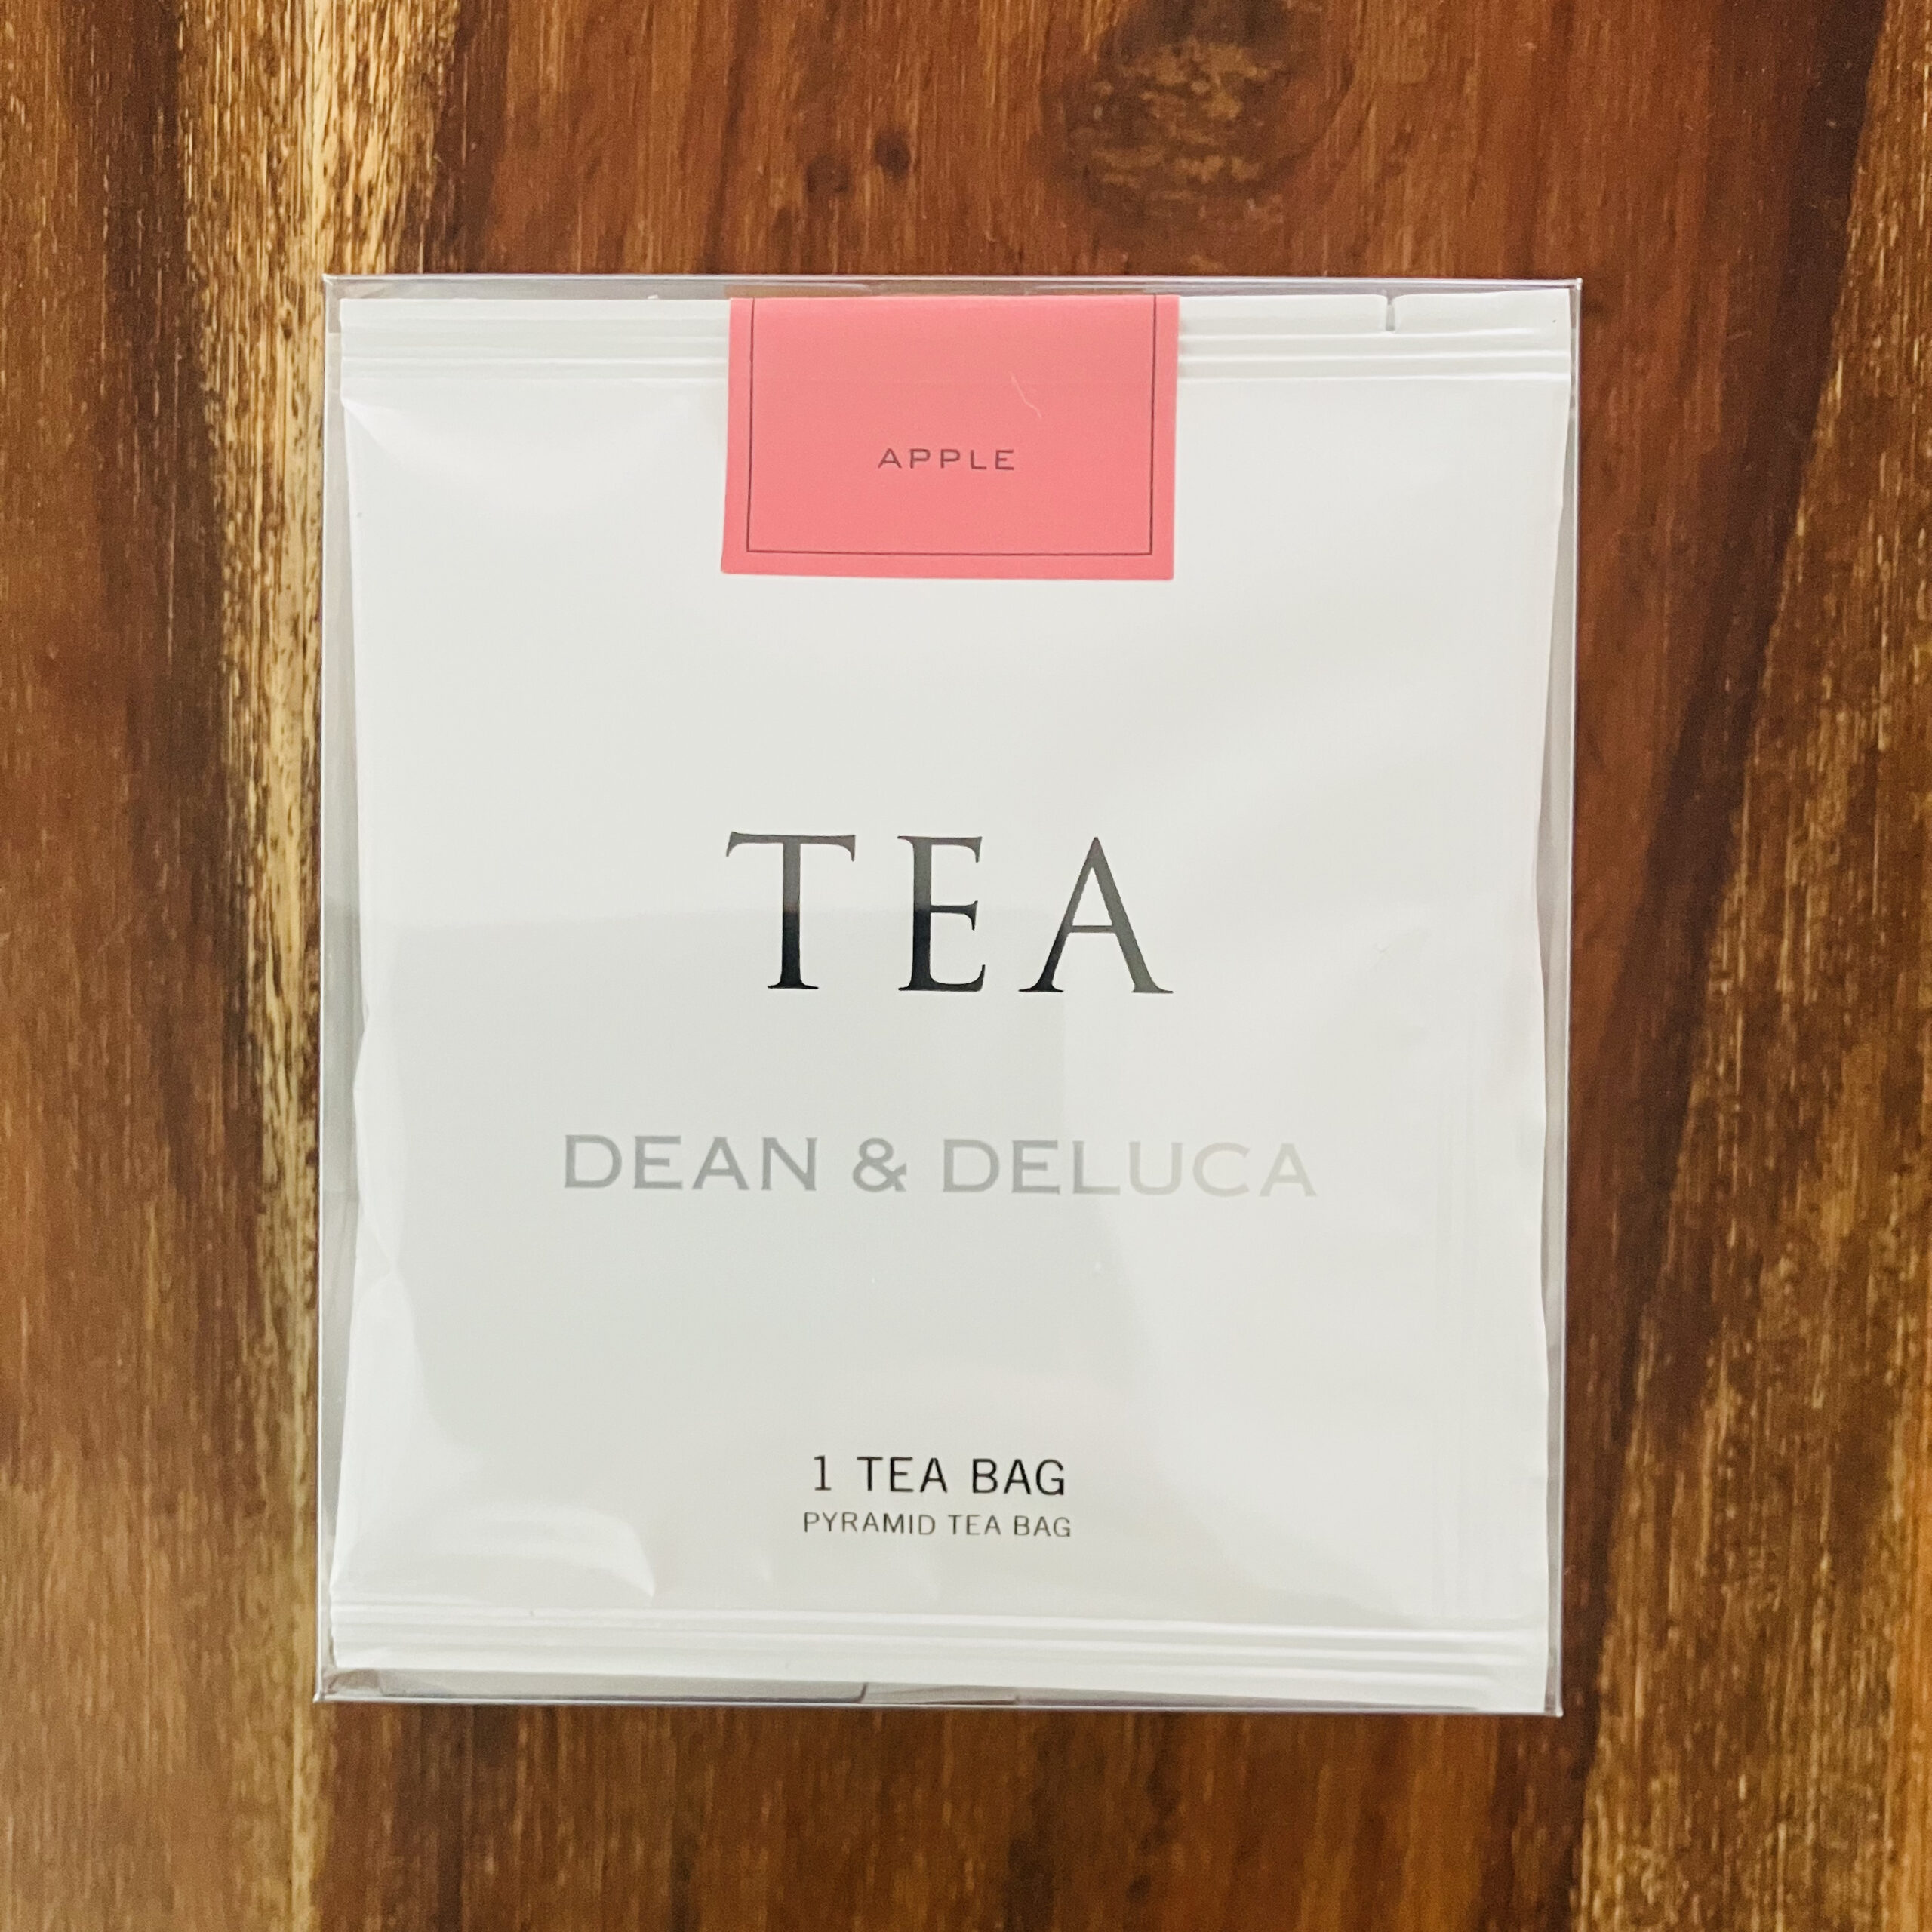 APPLE
TEA
DEAN & DELUCA
1 TEA BAG
PYRAMID TEA BAG